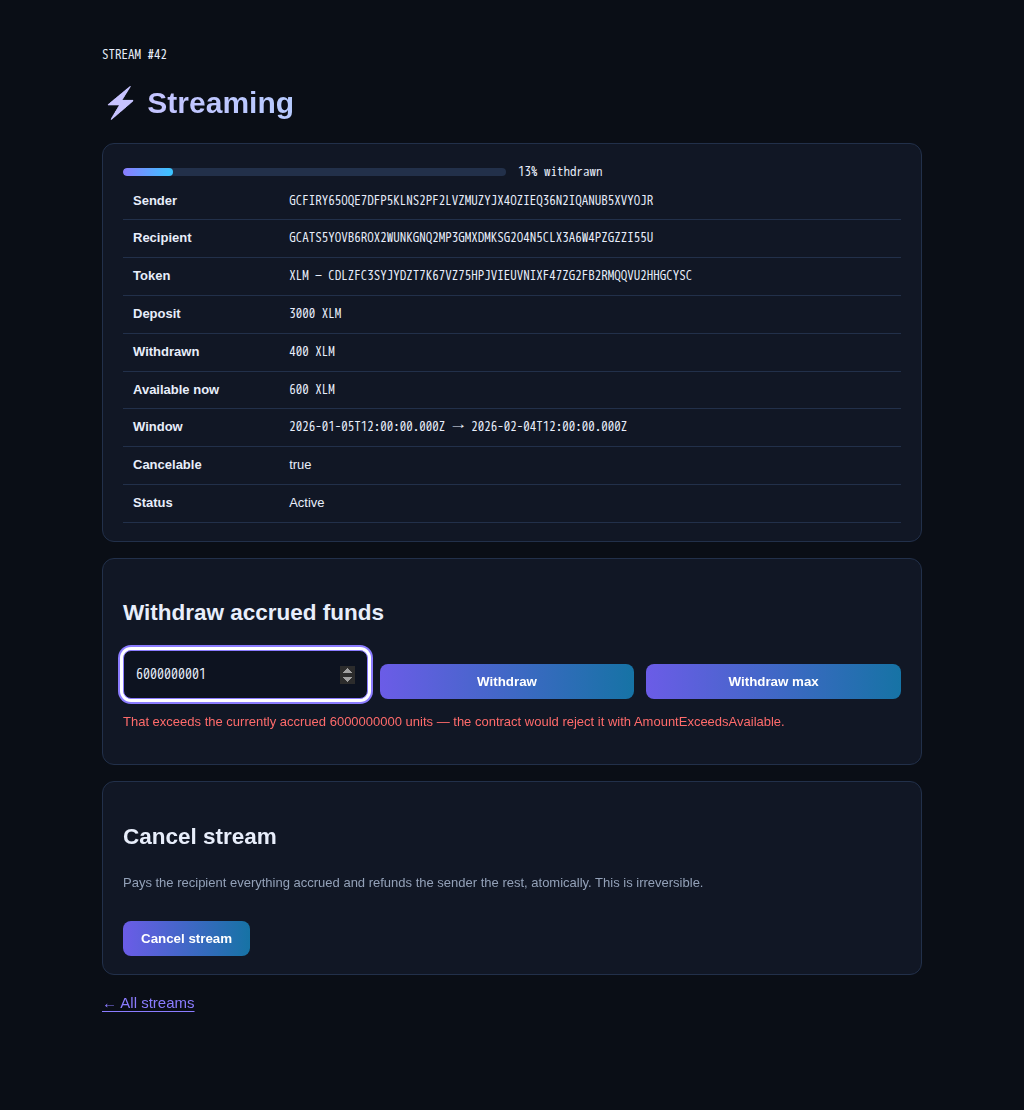 STREAM #42
⚡ Streaming
13% withdrawn
Sender GCFIRY65OQE7DFP5KLNS2PF2LVZMUZYJX4OZIEQ36N2IQANUB5XVYOJR
Recipient GCATS5YOVB6ROX2WUNKGNQ2MP3GMXDMKSG2O4N5CLX3A6W4PZGZZI55U
Token XLM — CDLZFC3SYJYDZT7K67VZ75HPJVIEUVNIXF47ZG2FB2RMQQVU2HHGCYSC
Deposit 3000 XLM
Withdrawn 400 XLM
Available now 600 XLM
Window 2026-01-05T12:00:00.000Z → 2026-02-04T12:00:00.000Z
Cancelable true
Status Active
Withdraw accrued funds
6000000001 Withdraw Withdraw max
That exceeds the currently accrued 6000000000 units — the contract would reject it with AmountExceedsAvailable.
Cancel stream
Pays the recipient everything accrued and refunds the sender the rest, atomically. This is irreversible.
Cancel stream
← All streams